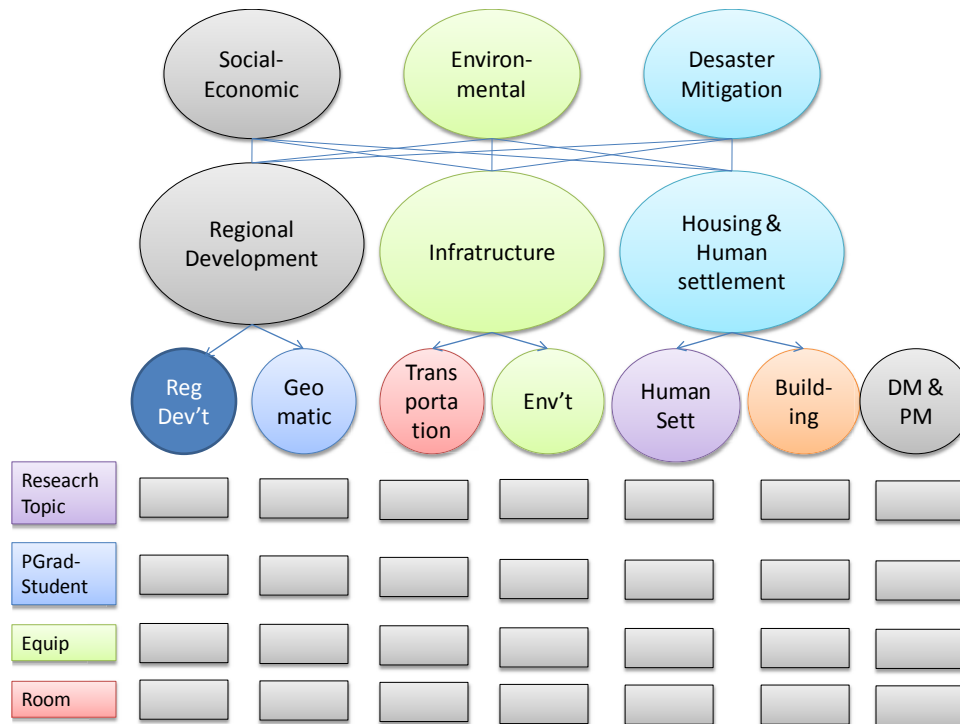 Social-
Economic
Environ-
mental
Desaster
Mitigation
Regional
Development
Infratructure
Housing &
Human
settlement
Reg
Dev't
Geo
matic
Trans
porta
tion
Env't
Human
Sett
Build-
ing
DM &
PM
Reseacrh
Topic
PGrad-
Student
Equip
Room